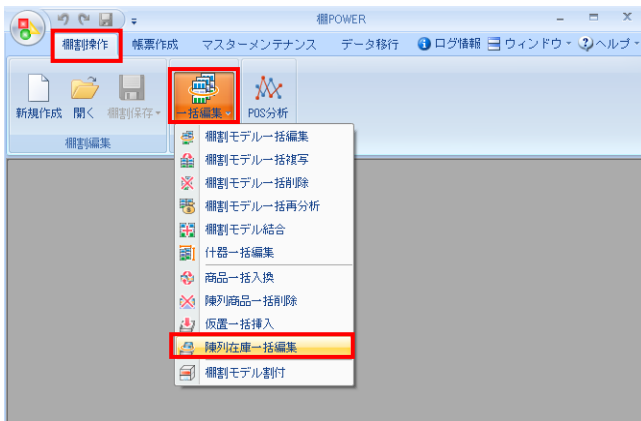 棚POWER
棚割操作 帳票作成 マスターメンテナンス データ移行 ログ情報 ウィンドウ ヘルプ
新規作成 開く 棚割保存 一括編集 POS分析
棚割編集
棚割モデル一括編集
棚割モデル一括複写
棚割モデル一括削除
棚割モデル一括再分析
棚割モデル結合
什器一括編集
商品一括入換
陳列商品一括削除
仮置一括挿入
陳列在庫一括編集
棚割モデル割付